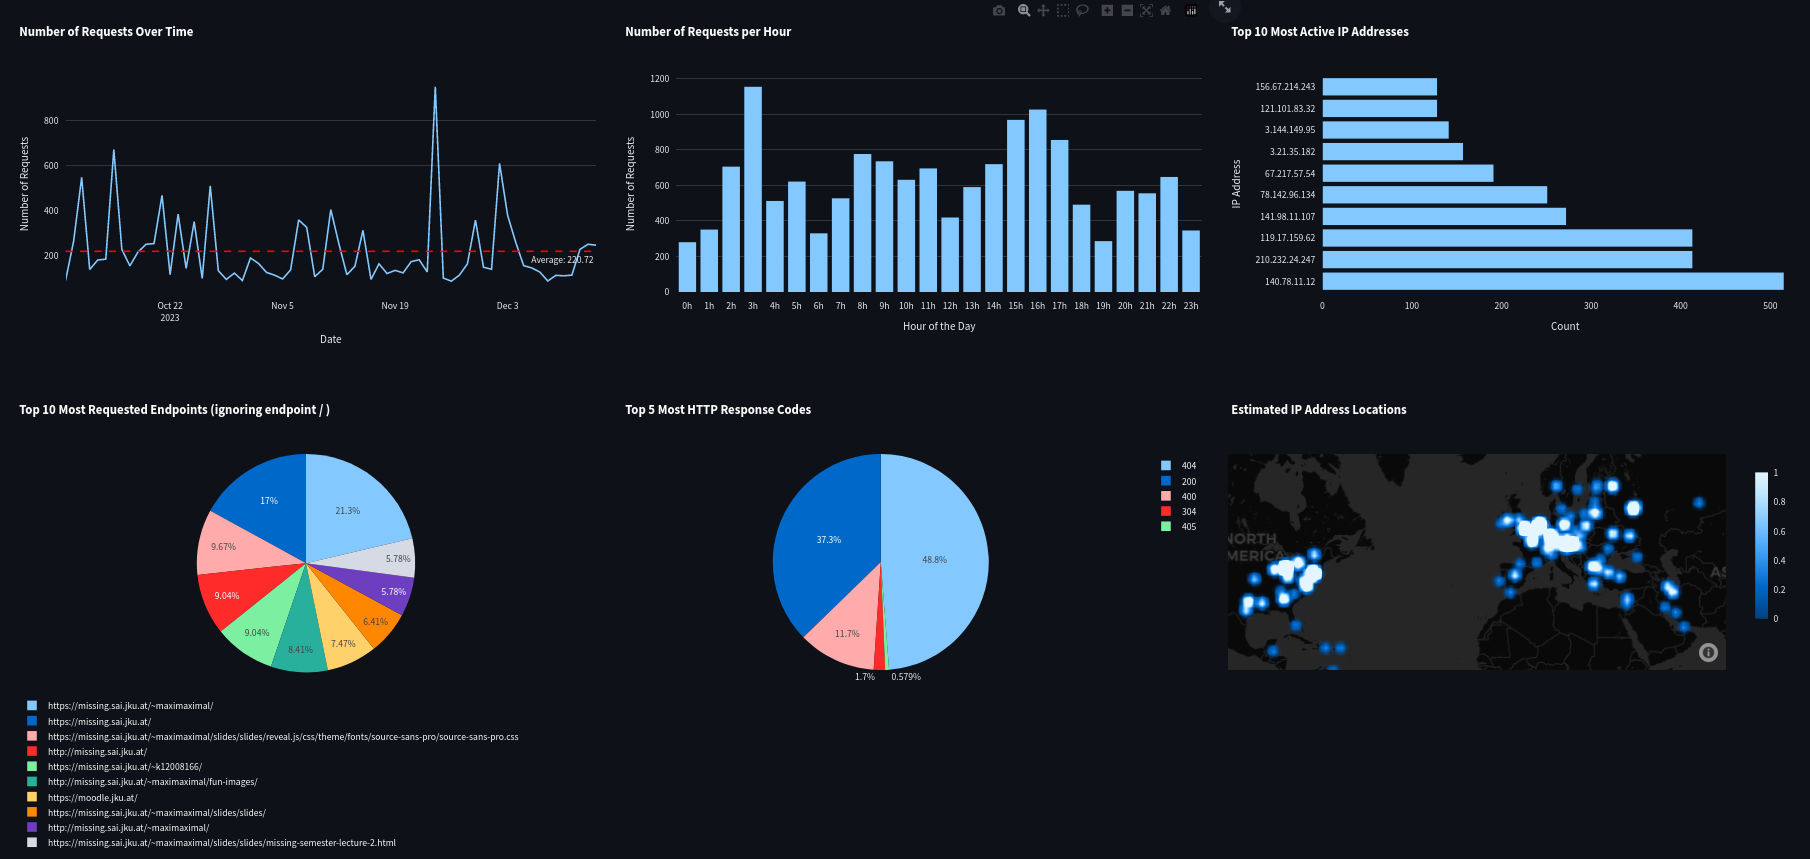 Number of Requests Over Time
Number of Requests
800
600
400
200
Average: 220.72
Oct 22
2023
Nov 5
Nov 19
Dec 3
Date
Number of Requests per Hour
Number of Requests
1200
1000
800
600
400
200
0
0h 1h 2h 3h 4h 5h 6h 7h 8h 9h 10h 11h 12h 13h 14h 15h 16h 17h 18h 19h 20h 21h 22h 23h
Hour of the Day
Top 10 Most Active IP Addresses
IP Address
156.67.214.243
121.101.83.32
3.144.149.95
3.21.35.182
67.217.57.54
78.142.96.134
141.98.11.107
119.17.159.62
210.232.24.247
140.78.11.12
0 100 200 300 400 500
Count
Top 10 Most Requested Endpoints (ignoring endpoint / )
17%
21.3%
9.67%
5.78%
9.04%
5.78%
9.04%
6.41%
8.41%
7.47%
https://missing.sai.jku.at/~maximaximal/
https://missing.sai.jku.at/
https://missing.sai.jku.at/~maximaximal/slides/slides/reveal.js/css/theme/fonts/source-sans-pro/source-sans-pro.css
http://missing.sai.jku.at/
https://missing.sai.jku.at/~k12008166/
http://missing.sai.jku.at/~maximaximal/fun-images/
https://moodle.jku.at/
https://missing.sai.jku.at/~maximaximal/slides/slides/
http://missing.sai.jku.at/~maximaximal/
https://missing.sai.jku.at/~maximaximal/slides/slides/missing-semester-lecture-2.html
Top 5 Most HTTP Response Codes
37.3%
48.8%
11.7%
1.7%
0.579%
404
200
400
304
405
Estimated IP Address Locations
NORTH
MERICA
AS
1
0.8
0.6
0.4
0.2
0